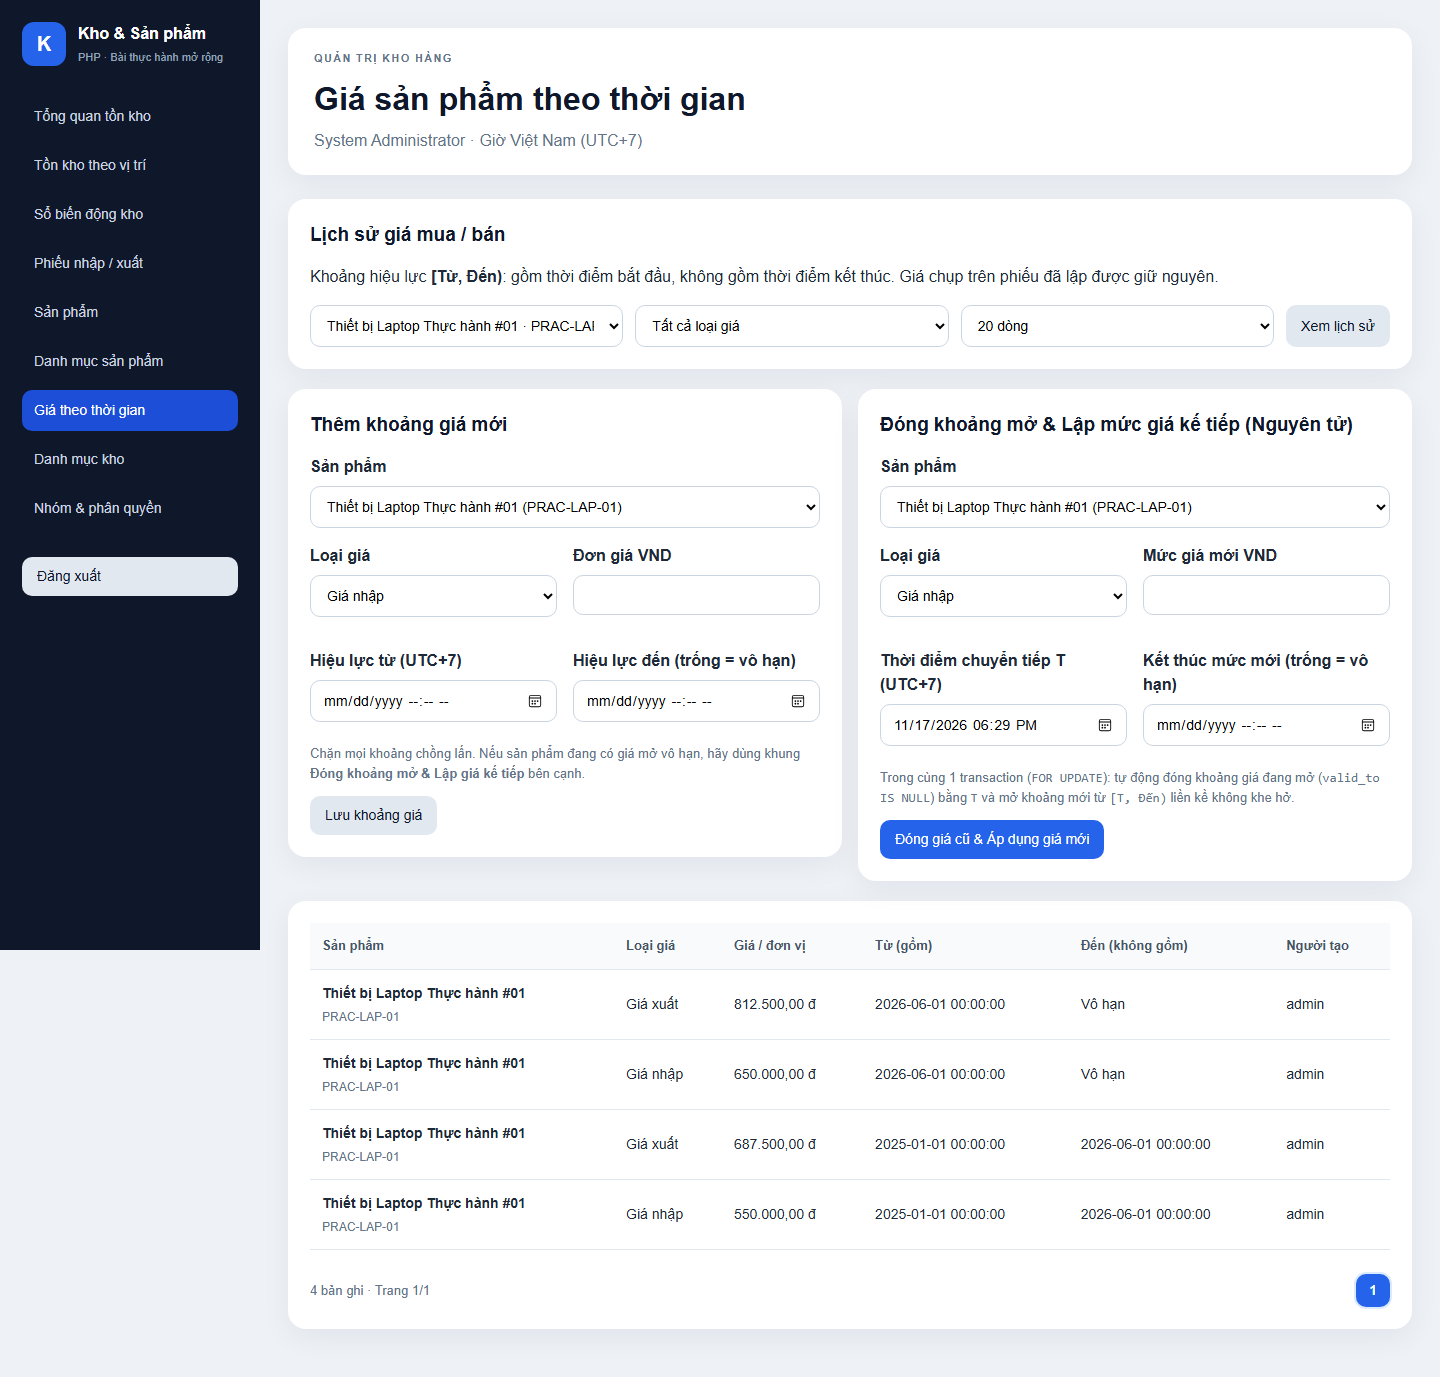 K
Kho & Sản phẩm
PHP · Bài thực hành mở rộng
Tổng quan tồn kho
Tồn kho theo vị trí
Sổ biến động kho
Phiếu nhập / xuất
Sản phẩm
Danh mục sản phẩm
Giá theo thời gian
Danh mục kho
Nhóm & phân quyền
Đăng xuất
QUẢN TRỊ KHO HÀNG
Giá sản phẩm theo thời gian
System Administrator · Giờ Việt Nam (UTC+7)
Lịch sử giá mua / bán
Khoảng hiệu lực [Từ, Đến): gồm thời điểm bắt đầu, không gồm thời điểm kết thúc. Giá chụp trên phiếu đã lập được giữ nguyên.
Thiết bị Laptop Thực hành #01 · PRAC-LAI
Tất cả loại giá
20 dòng
Xem lịch sử
Thêm khoảng giá mới
Sản phẩm
Thiết bị Laptop Thực hành #01 (PRAC-LAP-01)
Loại giá
Đơn giá VND
Giá nhập
Hiệu lực từ (UTC+7)
Hiệu lực đến (trống = vô hạn)
mm/dd/yyyy --:-- --
mm/dd/yyyy --:-- --
Chặn mọi khoảng chồng lấn. Nếu sản phẩm đang có giá mở vô hạn, hãy dùng khung
Đóng khoảng mở & Lập giá kế tiếp bên cạnh.
Lưu khoảng giá
Đóng khoảng mở & Lập mức giá kế tiếp (Nguyên tử)
Sản phẩm
Thiết bị Laptop Thực hành #01 (PRAC-LAP-01)
Loại giá
Mức giá mới VND
Giá nhập
Thời điểm chuyển tiếp T
(UTC+7)
Kết thúc mức mới (trống = vô
hạn)
11/17/2026 06:29 PM
mm/dd/yyyy --:-- --
Trong cùng 1 transaction (FOR UPDATE): tự động đóng khoảng giá đang mở (valid_to
IS NULL) bằng T và mở khoảng mới từ [T, Đến) liền kề không khe hở.
Đóng giá cũ & Áp dụng giá mới
Sản phẩm
Loại giá
Giá / đơn vị
Từ (gồm)
Đến (không gồm)
Người tạo
Thiết bị Laptop Thực hành #01
PRAC-LAP-01
Giá xuất
812.500,00 đ
2026-06-01 00:00:00
Vô hạn
admin
Thiết bị Laptop Thực hành #01
PRAC-LAP-01
Giá nhập
650.000,00 đ
2026-06-01 00:00:00
Vô hạn
admin
Thiết bị Laptop Thực hành #01
PRAC-LAP-01
Giá xuất
687.500,00 đ
2025-01-01 00:00:00
2026-06-01 00:00:00
admin
Thiết bị Laptop Thực hành #01
PRAC-LAP-01
Giá nhập
550.000,00 đ
2025-01-01 00:00:00
2026-06-01 00:00:00
admin
4 bản ghi · Trang 1/1
1